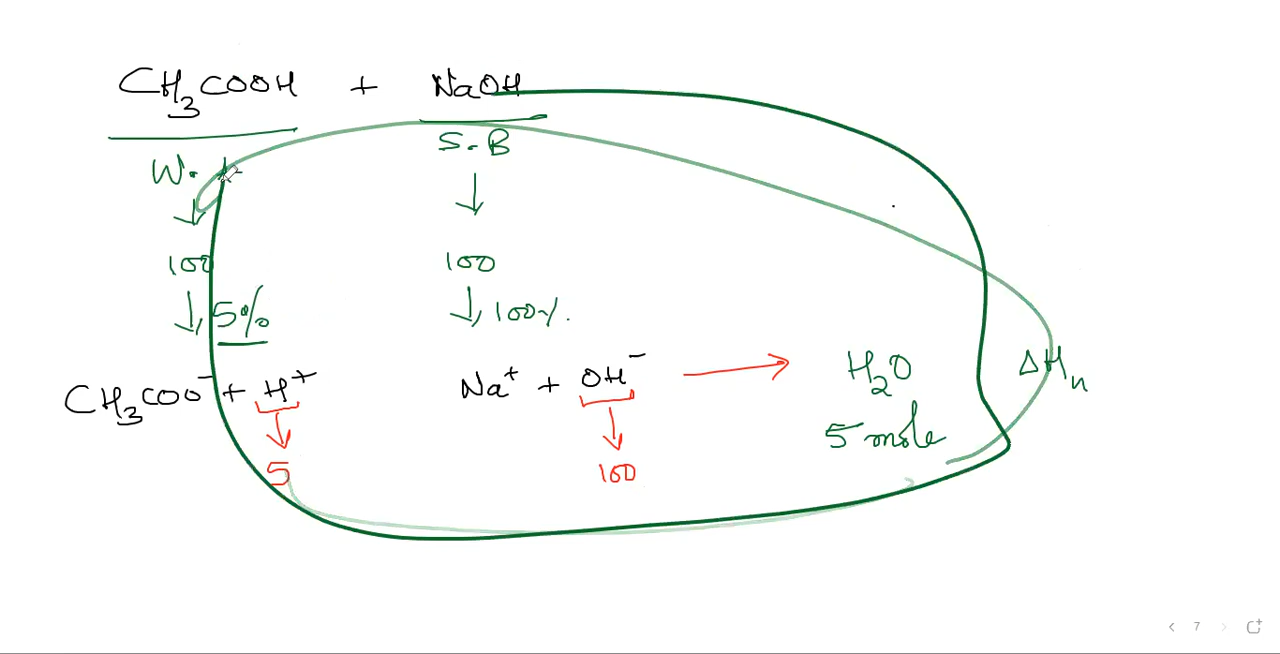 CH₃COOH + NaOH
W. A S.B
100 100
5% 100%.
CH₃COO⁻ + H⁺ Na⁺ + OH⁻ → H₂O ΔHₙ
5 mole
5 100
7